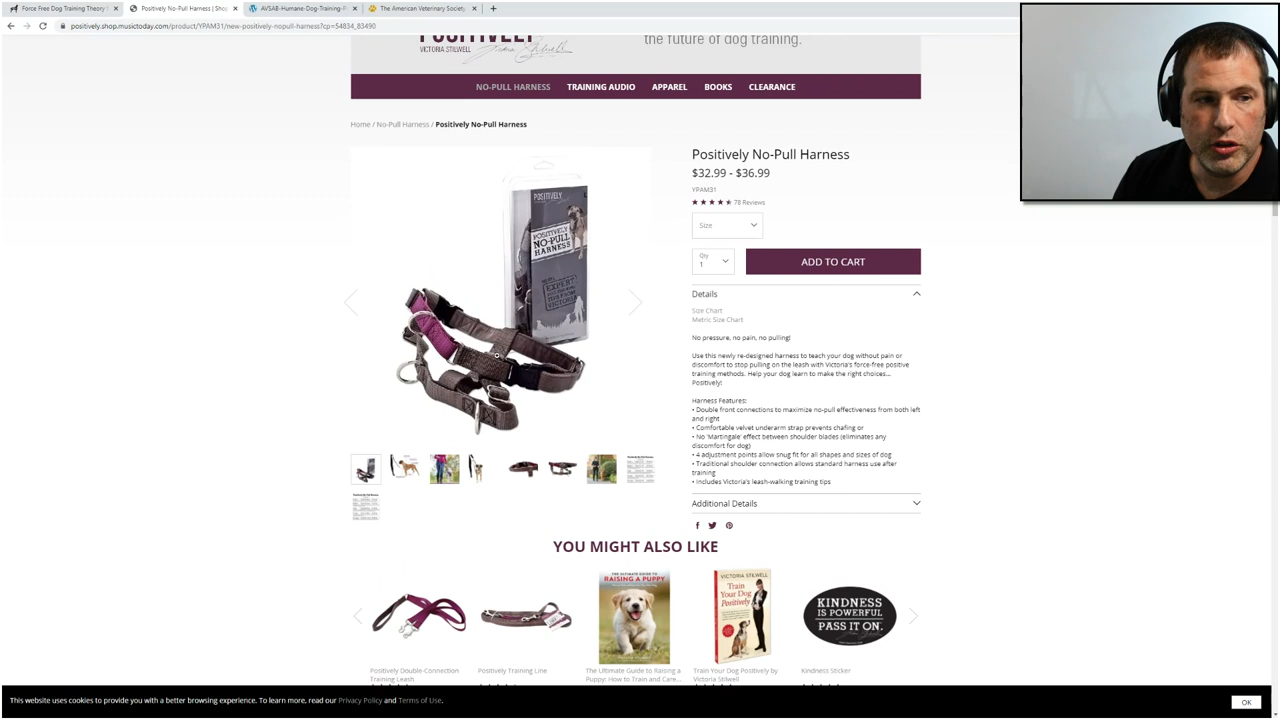 Force Free Dog Training Theory
Positively No-Pull Harness | Sho
AVSAB-Humane-Dog-Training-P
The American Veterinary Society
positively.shop.musictoday.com/product/YPAM31/new-positively-nopull-harness?cp=54834_83490
POSITIVELY
VICTORIA STILWELL
the future of dog training.
NO-PULL HARNESS TRAINING AUDIO APPAREL BOOKS CLEARANCE
Home / No-Pull Harness / Positively No-Pull Harness
POSITIVELY
POSITIVELY
NO-PULL
HARNESS
EXPERT
Positively No-Pull Harness
$32.99 - $36.99
YPAM31
78 Reviews
Size
Qty
1
ADD TO CART
Details
Size Chart
Metric Size Chart
No pressure, no pain, no pulling!
Use this newly re-designed harness to teach your dog without pain or
discomfort to stop pulling on the leash with Victoria's force-free positive
training methods. Help your dog learn to make the right choices...
Positively!
Harness Features:
• Double front connections to maximize no-pull effectiveness from both left
and right
• Comfortable velvet underarm strap prevents chafing or
• No 'Martingale' effect between shoulder blades (eliminates any
discomfort for dog)
• 4 adjustment points allow snug fit for all shapes and sizes of dog
• Traditional shoulder connection allows standard harness use after
training
• Includes Victoria's leash-walking training tips
Additional Details
YOU MIGHT ALSO LIKE
THE ULTIMATE GUIDE TO
RAISING A PUPPY
VICTORIA STILWELL
Train
Your Dog
Positively
KINDNESS
IS POWERFUL
PASS IT ON.
Positively Double-Connection
Training Leash
Positively Training Line
The Ultimate Guide to Raising a
Puppy: How to Train and Care...
Train Your Dog Positively by
Victoria Stilwell
Kindness Sticker
This website uses cookies to provide you with a better browsing experience. To learn more, read our Privacy Policy and Terms of Use.
OK